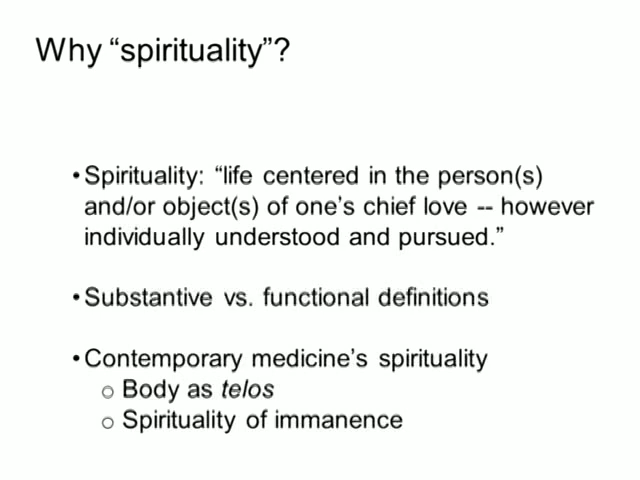 Why “spirituality”?
• Spirituality: “life centered in the person(s)
and/or object(s) of one’s chief love -- however
individually understood and pursued.”
• Substantive vs. functional definitions
• Contemporary medicine’s spirituality
o Body as telos
o Spirituality of immanence